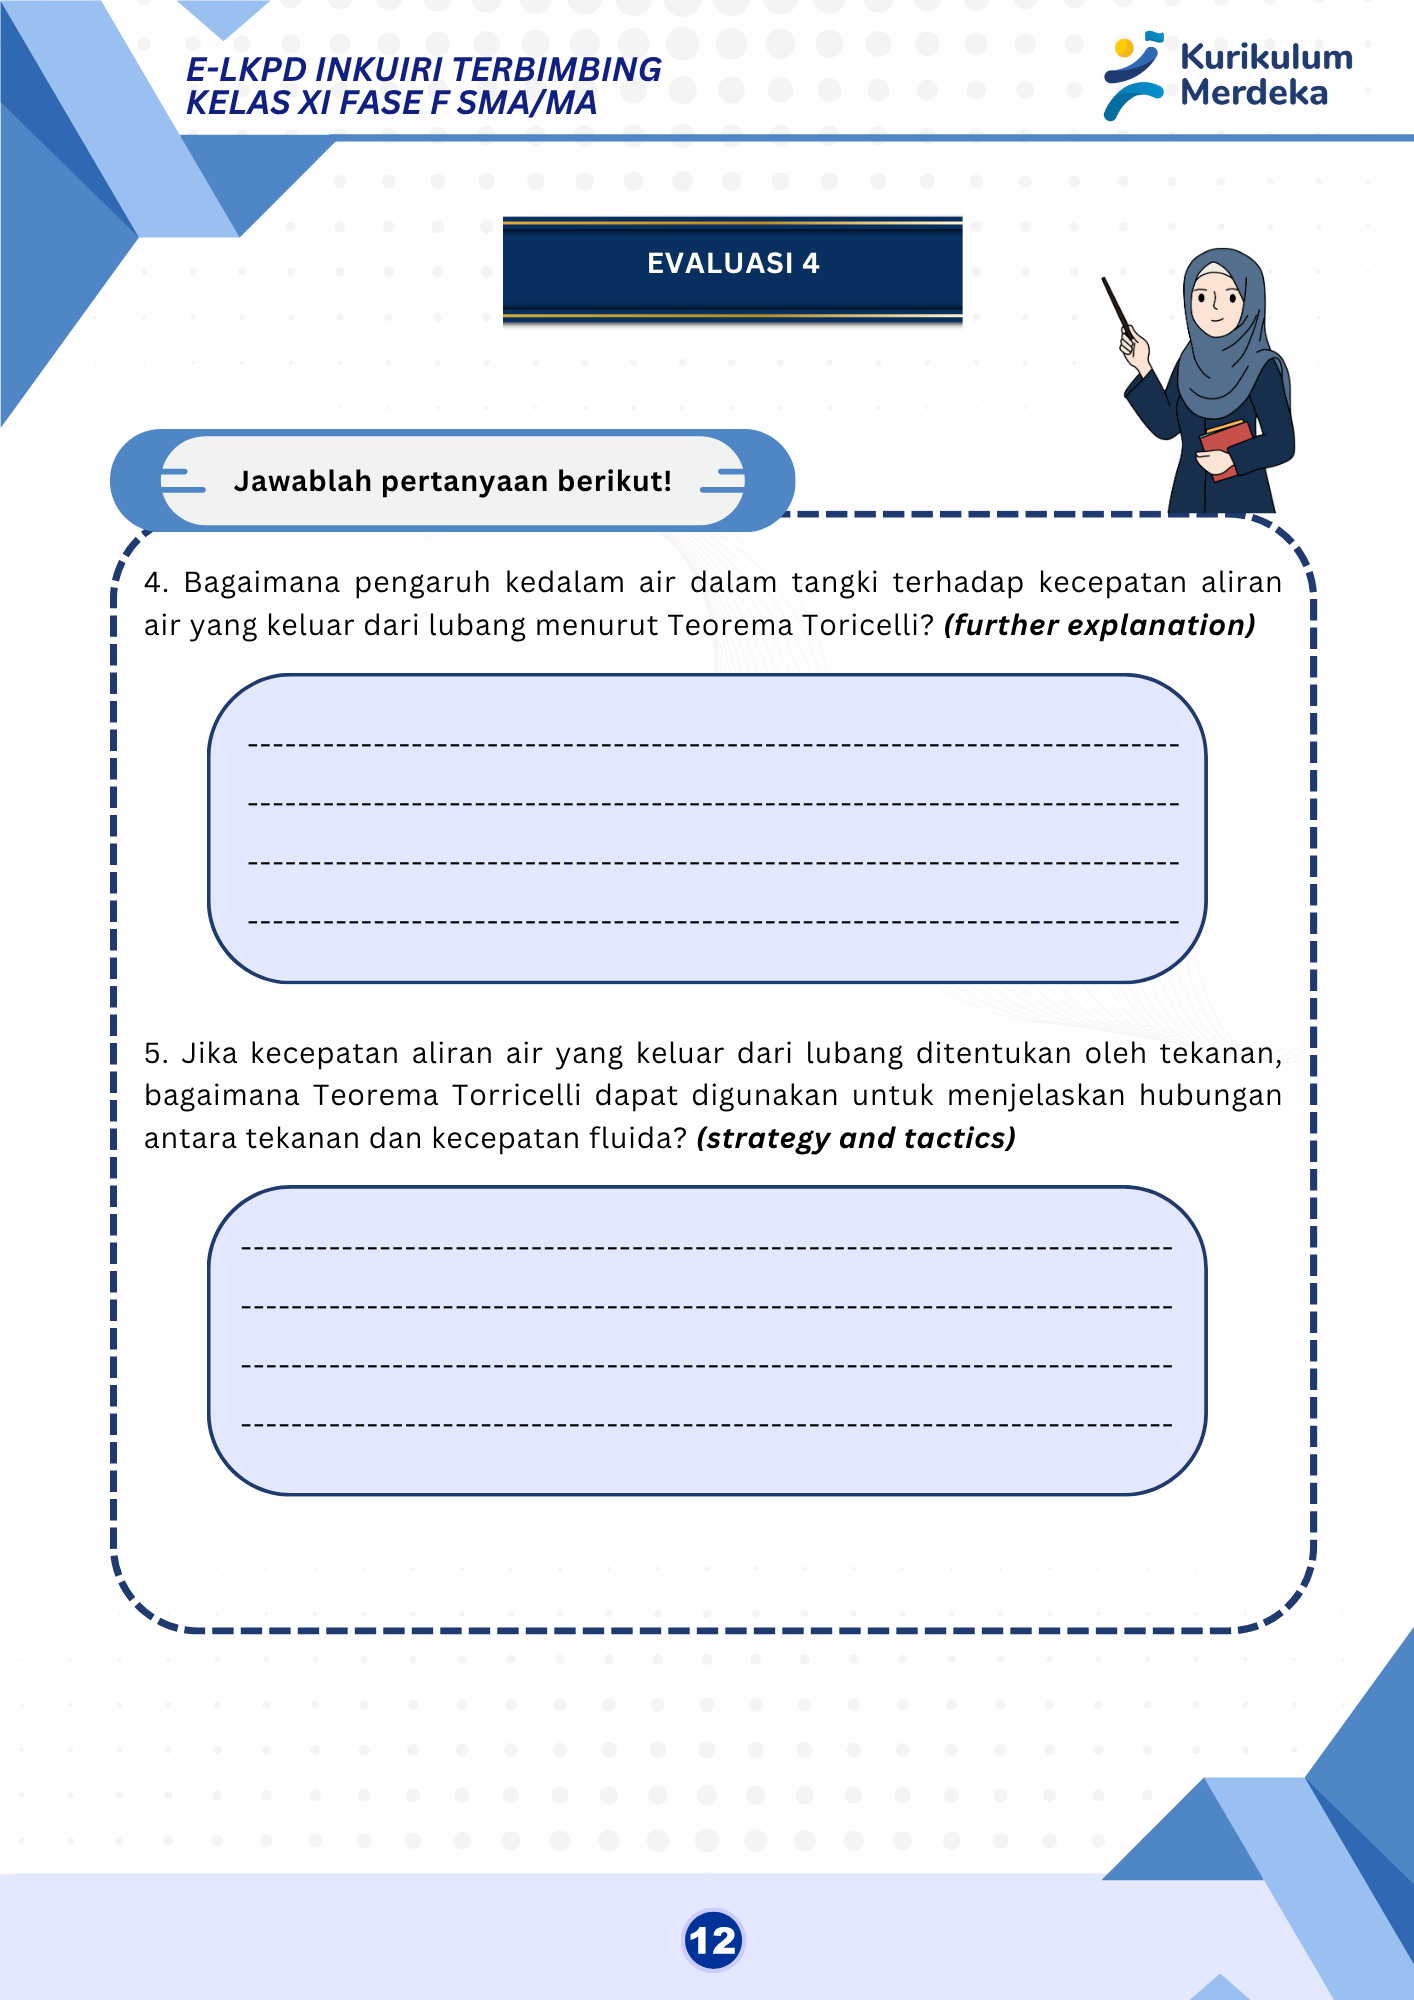 E-LKPD INKUIRI TERBIMBING
KELAS XI FASE F SMA/MA
Kurikulum
Merdeka
EVALUASI 4
Jawablah pertanyaan berikut!
4. Bagaimana pengaruh kedalam air dalam tangki terhadap kecepatan aliran
air yang keluar dari lubang menurut Teorema Toricelli? (further explanation)
5. Jika kecepatan aliran air yang keluar dari lubang ditentukan oleh tekanan,
bagaimana Teorema Torricelli dapat digunakan untuk menjelaskan hubungan
antara tekanan dan kecepatan fluida? (strategy and tactics)
12